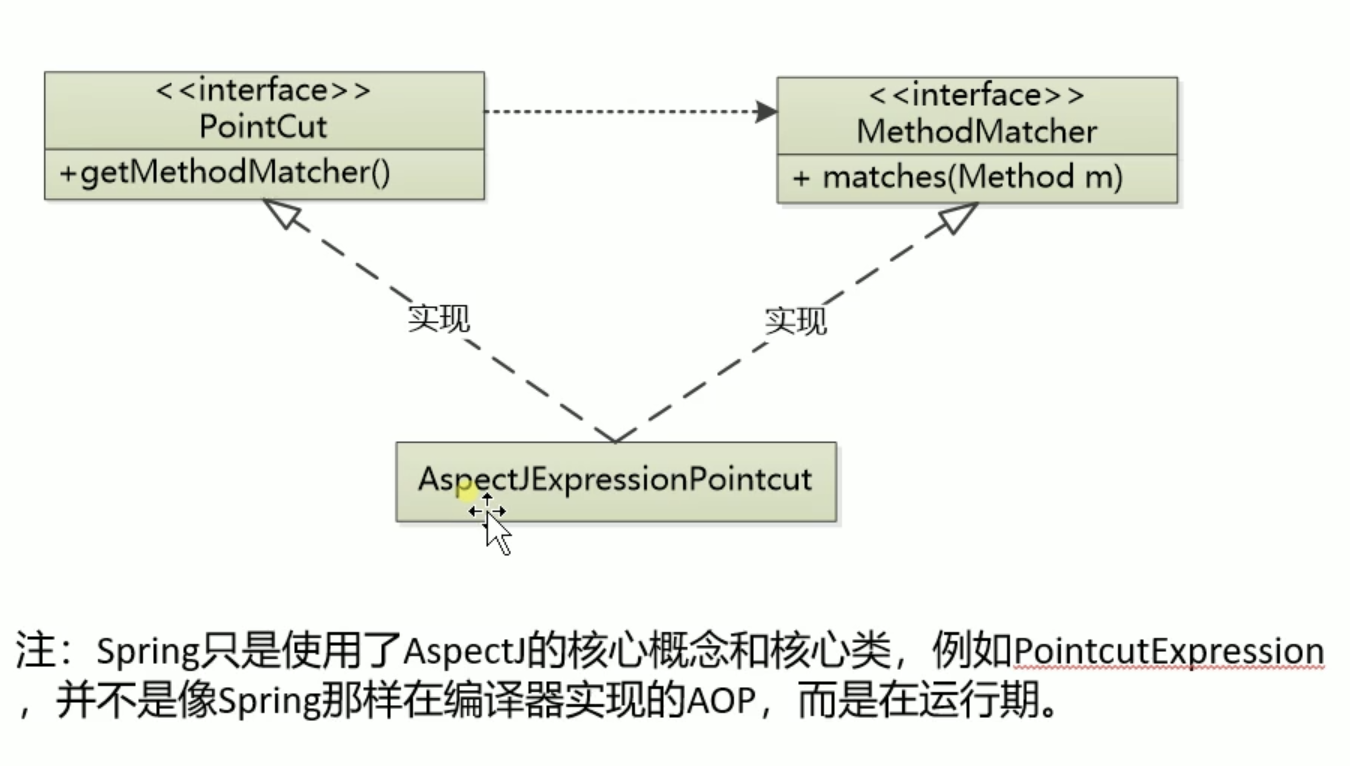 <<interface>>
PointCut
+getMethodMatcher()
<<interface>>
MethodMatcher
+ matches(Method m)
实现
实现
AspectJExpressionPointcut
注：Spring只是使用了AspectJ的核心概念和核心类，例如PointcutExpression
，并不是像Spring那样在编译器实现的AOP，而是在运行期。